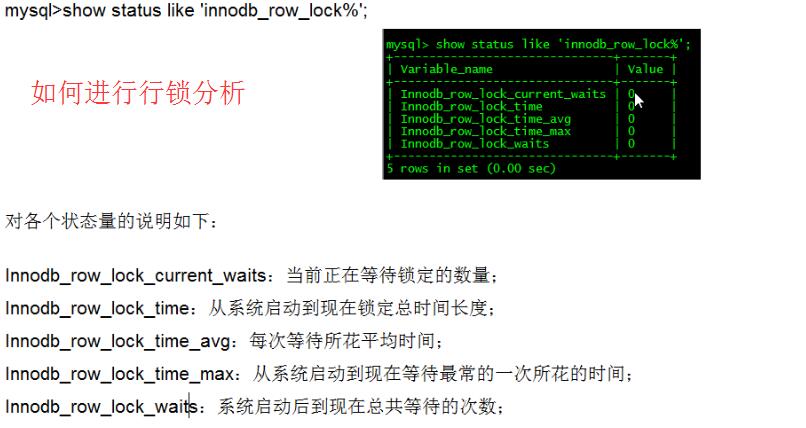 mysql>show status like 'innodb_row_lock%';
如何进行行锁分析
mysql> show status like 'innodb_row_lock%';
+-------------------------------+-------+
| Variable_name | Value |
+-------------------------------+-------+
| Innodb_row_lock_current_waits | 0 |
| Innodb_row_lock_time | 0 |
| Innodb_row_lock_time_avg | 0 |
| Innodb_row_lock_time_max | 0 |
| Innodb_row_lock_waits | 0 |
+-------------------------------+-------+
5 rows in set (0.00 sec)
对各个状态量的说明如下：
Innodb_row_lock_current_waits：当前正在等待锁定的数量；
Innodb_row_lock_time：从系统启动到现在锁定总时间长度；
Innodb_row_lock_time_avg：每次等待所花平均时间；
Innodb_row_lock_time_max：从系统启动到现在等待最常的一次所花的时间；
Innodb_row_lock_waits：系统启动后到现在总共等待的次数；